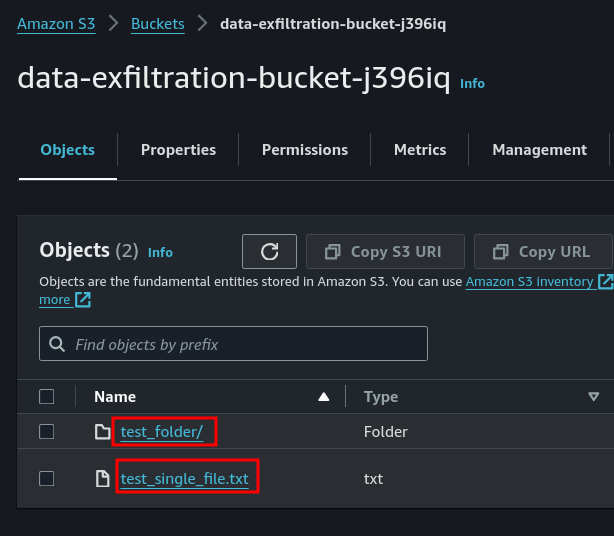 Amazon S3 > Buckets > data-exfiltration-bucket-j396iq
data-exfiltration-bucket-j396iq Info
Objects Properties Permissions Metrics Management
Objects (2) Info Copy S3 URI Copy URL
Objects are the fundamental entities stored in Amazon S3. You can use Amazon S3 inventory
more
Find objects by prefix
Name Type
test_folder/ Folder
test_single_file.txt txt